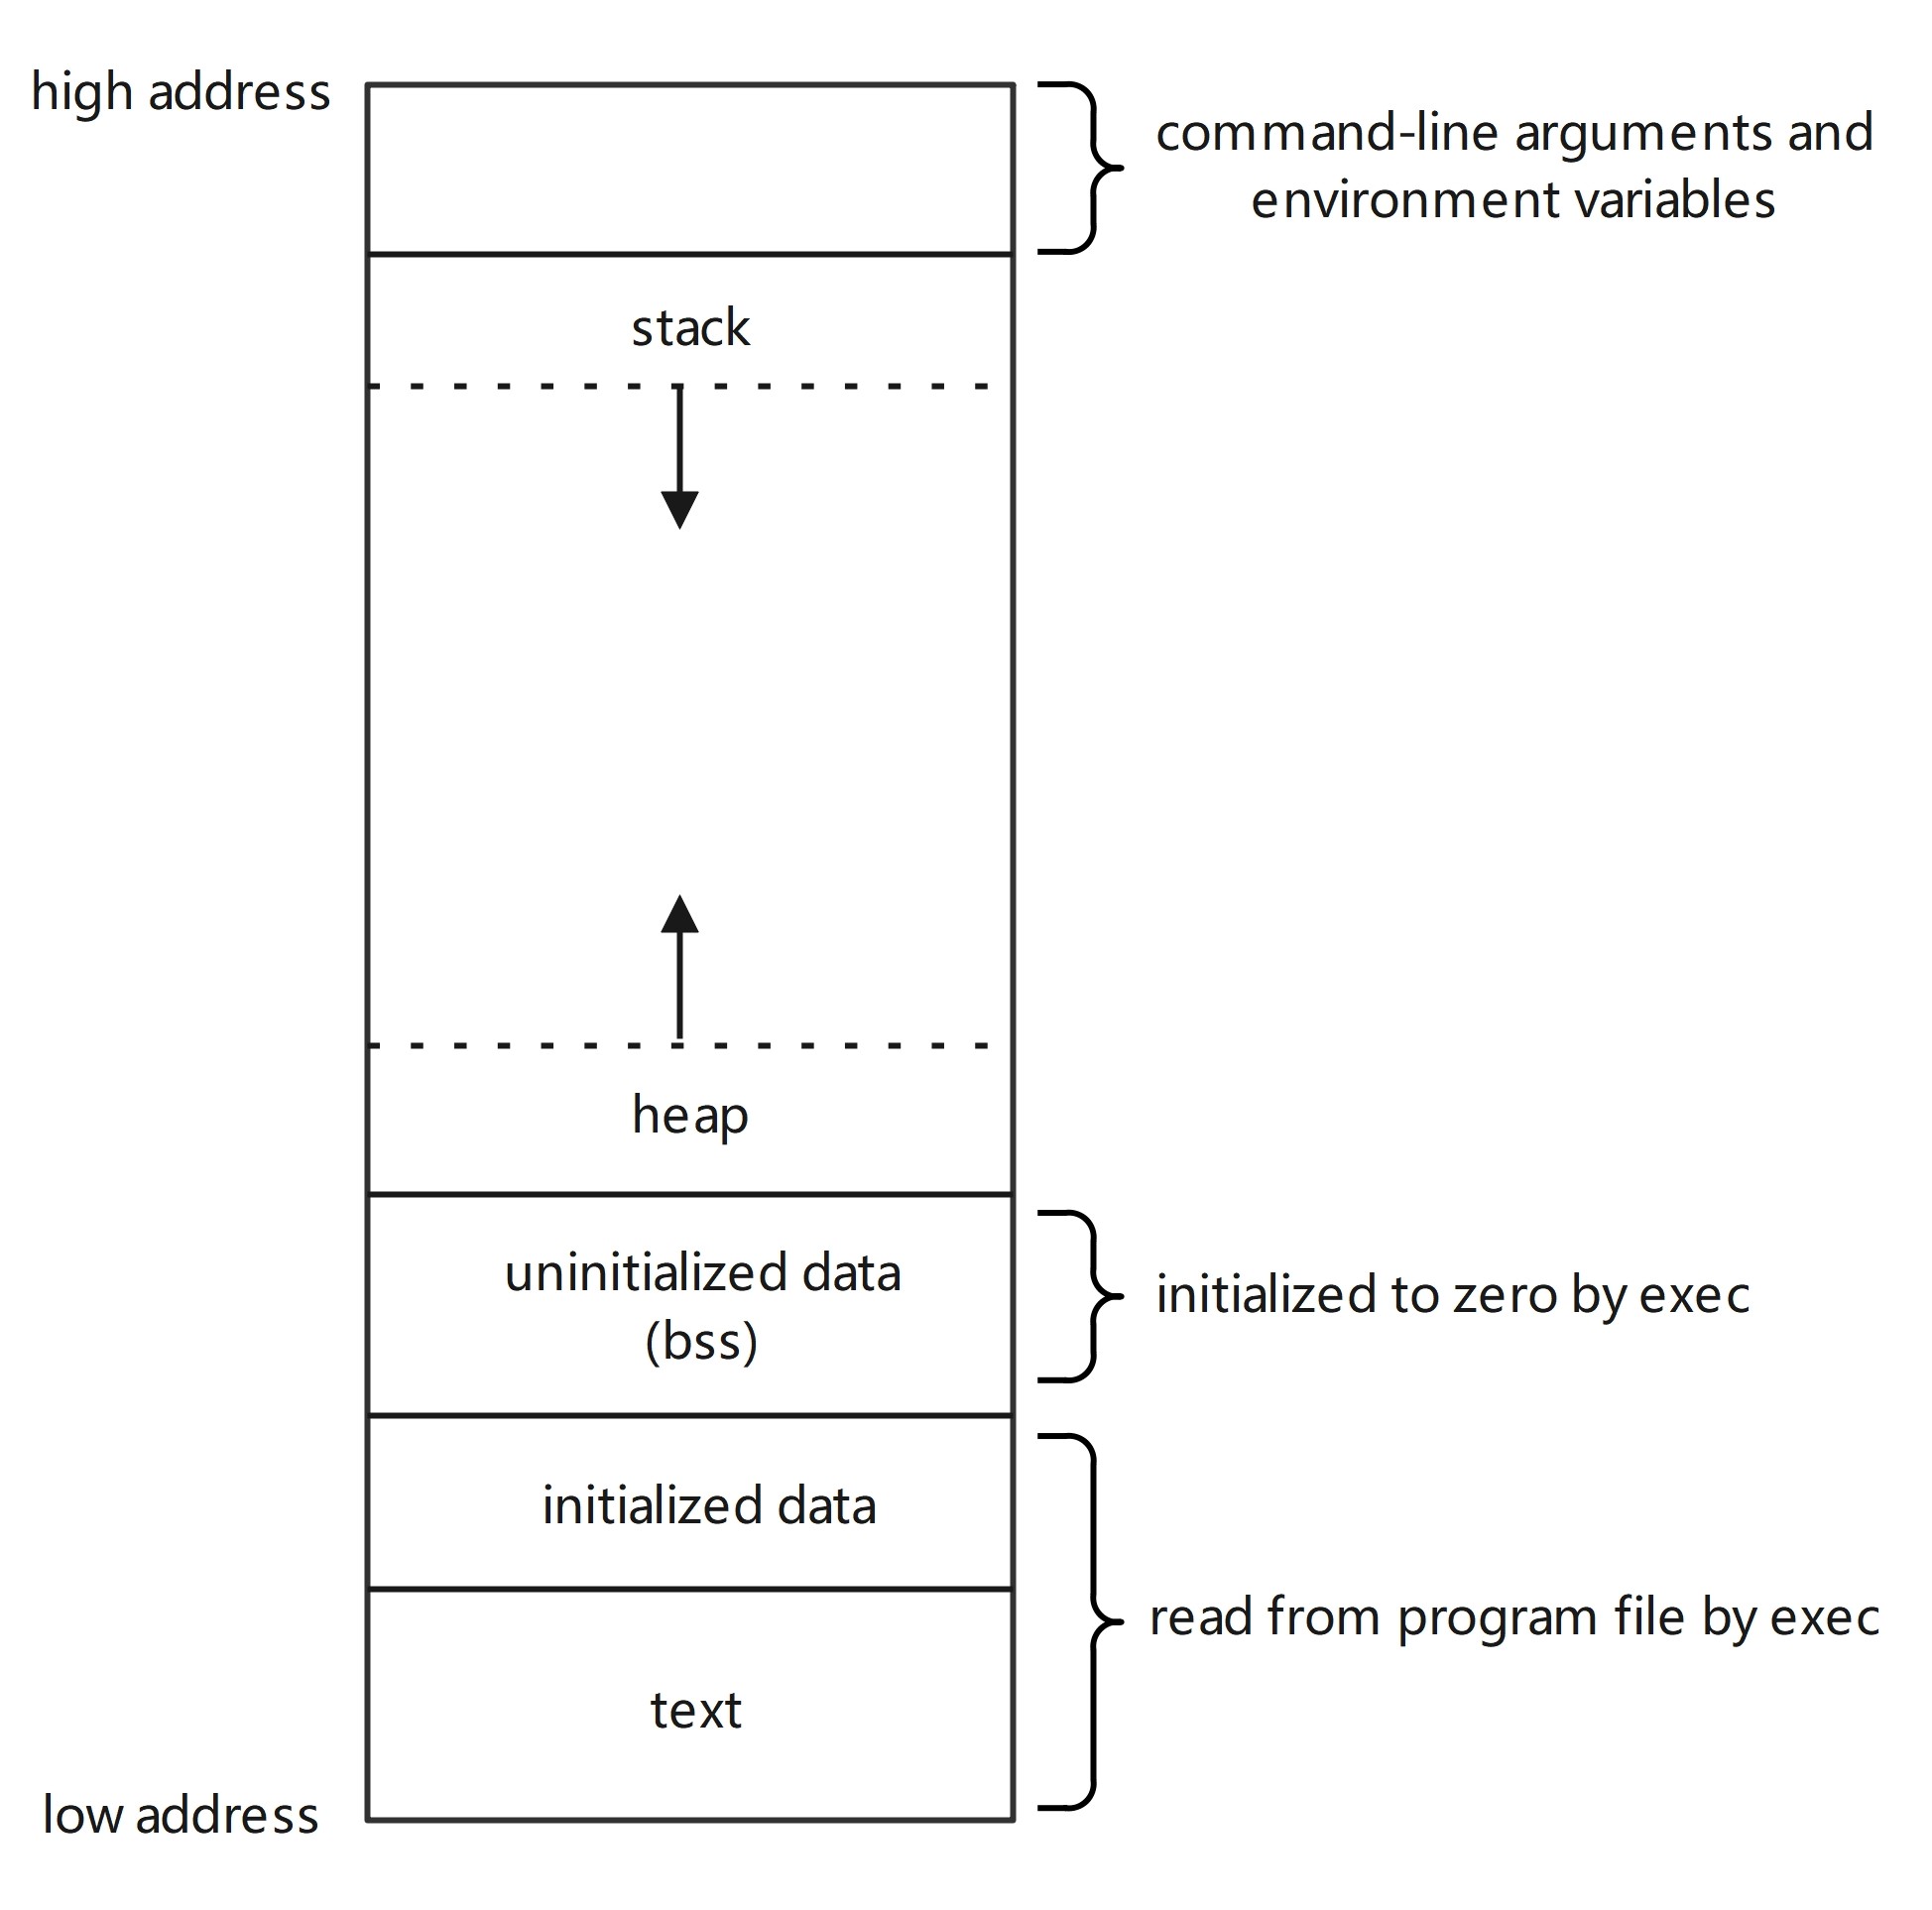 high address
command-line arguments and
environment variables
stack
heap
uninitialized data
(bss)
initialized to zero by exec
initialized data
read from program file by exec
text
low address